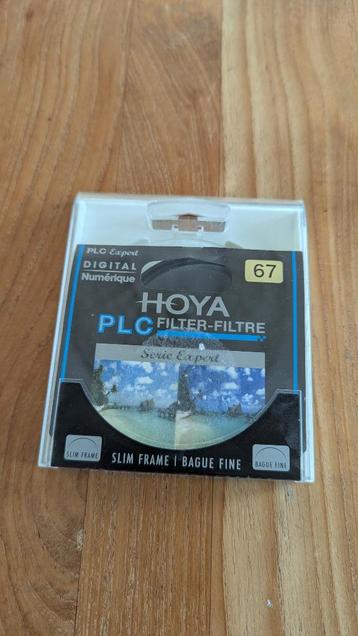 PLC Expert
DIGITAL
Numérique
67
HOYA
PLC FILTER-FILTRE
Serie Expert
SLIM FRAME
SLIM FRAME | BAGUE FINE
BAGUE FINE